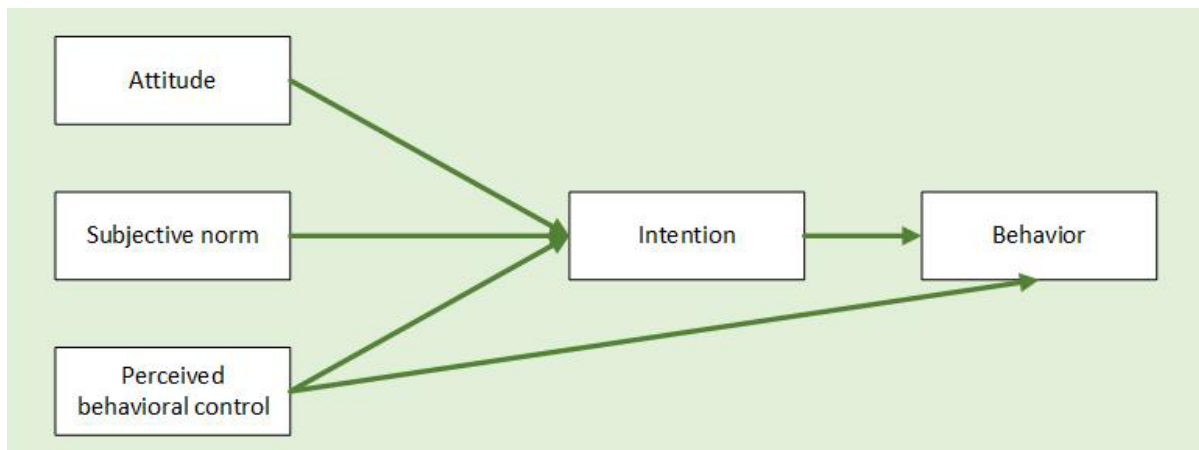 Attitude
Subjective norm
Intention
Behavior
Perceived
behavioral control